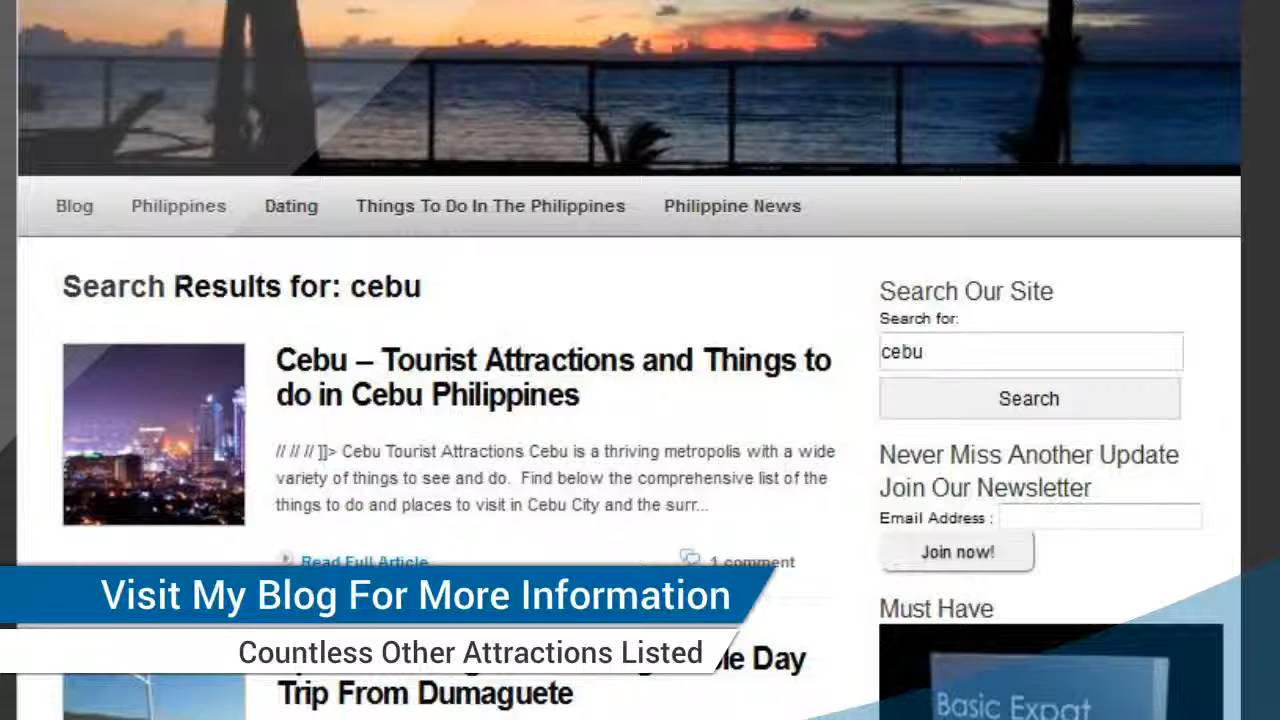 Blog Philippines Dating Things To Do In The Philippines Philippine News
Search Results for: cebu
Cebu – Tourist Attractions and Things to
do in Cebu Philippines
// // // ]]> Cebu Tourist Attractions Cebu is a thriving metropolis with a wide
variety of things to see and do. Find below the comprehensive list of the
things to do and places to visit in Cebu City and the surr...
Read Full Article
1 comment
Day
Trip From Dumaguete
Search Our Site
Search for:
cebu
Search
Never Miss Another Update
Join Our Newsletter
Email Address :
Join now!
Must Have
Basic Expat
Visit My Blog For More Information
Countless Other Attractions Listed